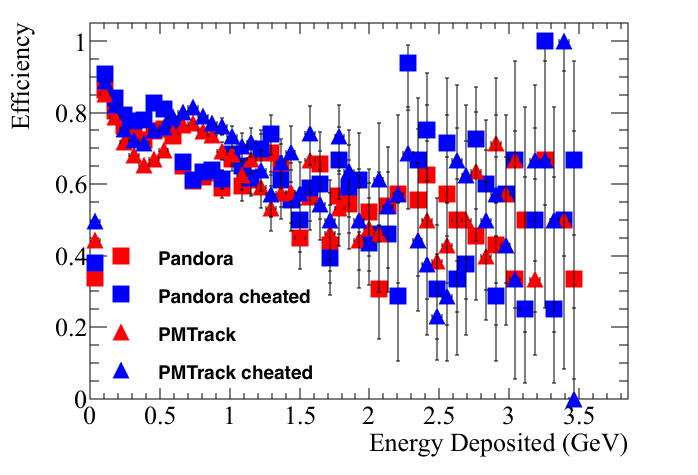 Efficiency
1
0.8
0.6
0.4
0.2
0
Pandora
Pandora cheated
PMTrack
PMTrack cheated
0 0.5 1 1.5 2 2.5 3 3.5
Energy Deposited (GeV)